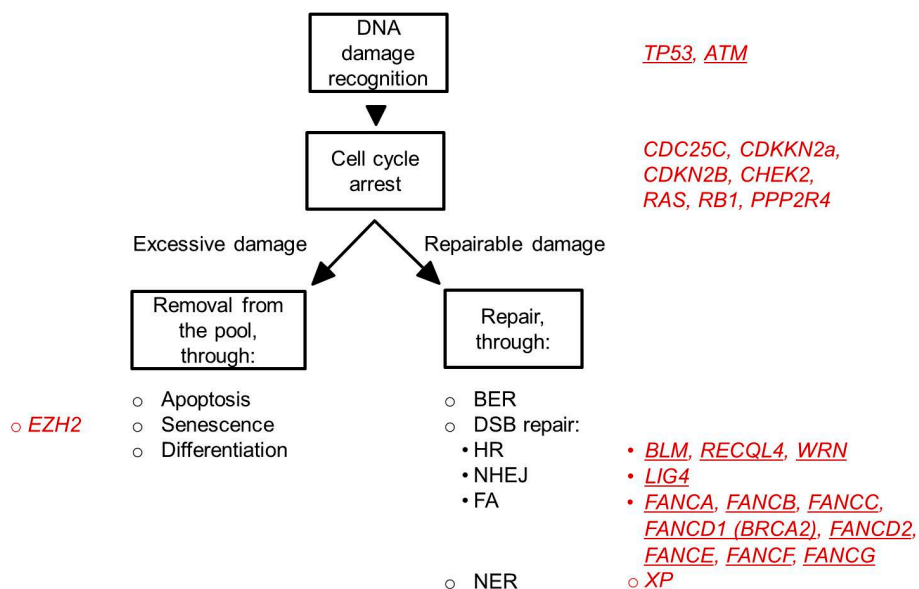 DNA
damage
recognition
TP53, ATM
Cell cycle
arrest
CDC25C, CDKKN2a,
CDKN2B, CHEK2,
RAS, RB1, PPP2R4
Excessive damage
Repairable damage
Removal from
the pool,
through:
Repair,
through:
○ Apoptosis
○ EZH2
○ Senescence
○ Differentiation
○ BER
○ DSB repair:
• HR
• BLM, RECQL4, WRN
• NHEJ
• LIG4
• FA
• FANCA, FANCB, FANCC,
FANCD1 (BRCA2), FANCD2,
FANCE, FANCF, FANCG
○ NER
○ XP